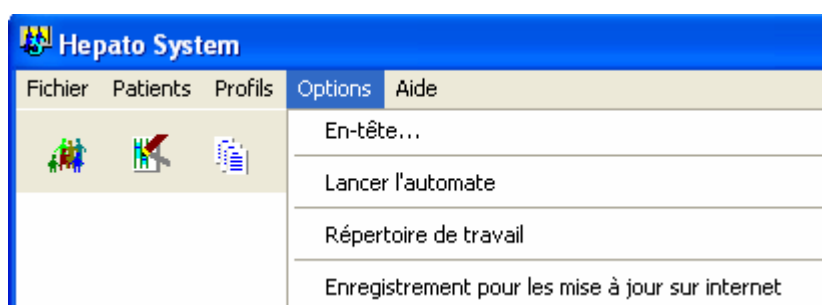 Hepato System
Fichier Patients Profils Options Aide
En-tête...
Lancer l'automate
Répertoire de travail
Enregistrement pour les mise à jour sur internet